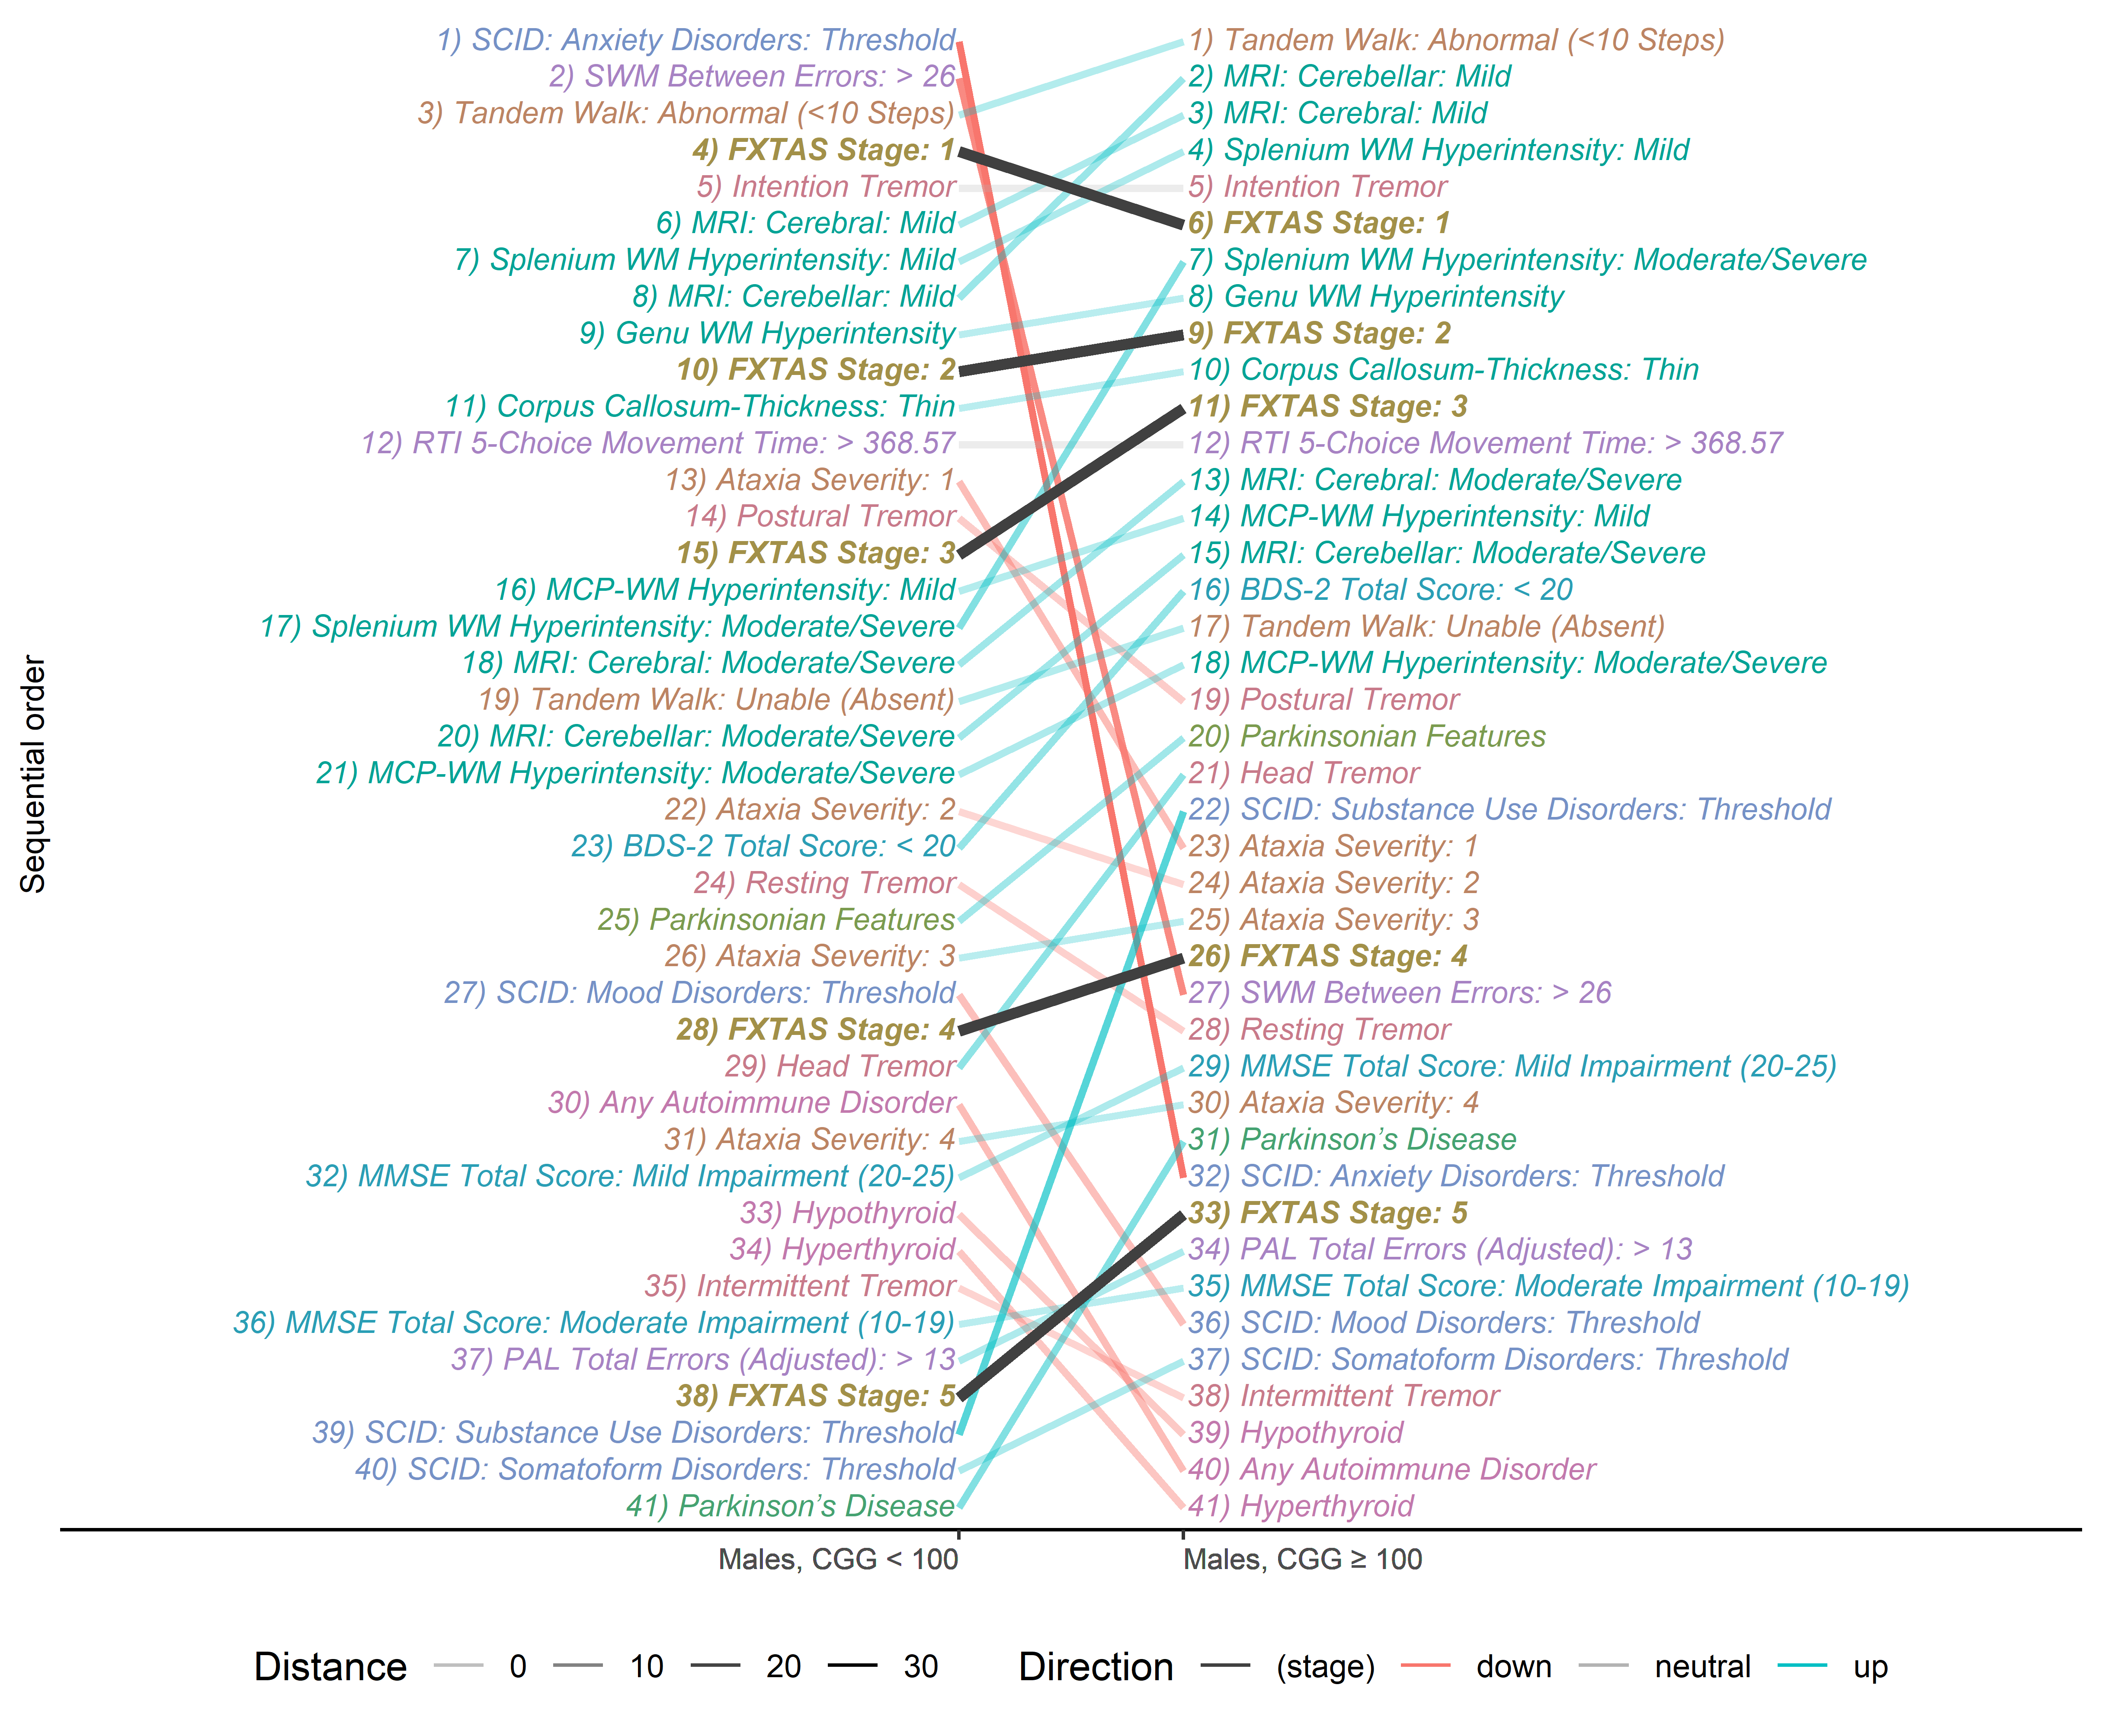 Sequential order
1) SCID: Anxiety Disorders: Threshold
2) SWM Between Errors: > 26
3) Tandem Walk: Abnormal (<10 Steps)
4) FXTAS Stage: 1
5) Intention Tremor
6) MRI: Cerebral: Mild
7) Splenium WM Hyperintensity: Mild
8) MRI: Cerebellar: Mild
9) Genu WM Hyperintensity
10) FXTAS Stage: 2
11) Corpus Callosum-Thickness: Thin
12) RTI 5-Choice Movement Time: > 368.57
13) Ataxia Severity: 1
14) Postural Tremor
15) FXTAS Stage: 3
16) MCP-WM Hyperintensity: Mild
17) Splenium WM Hyperintensity: Moderate/Severe
18) MRI: Cerebral: Moderate/Severe
19) Tandem Walk: Unable (Absent)
20) MRI: Cerebellar: Moderate/Severe
21) MCP-WM Hyperintensity: Moderate/Severe
22) Ataxia Severity: 2
23) BDS-2 Total Score: < 20
24) Resting Tremor
25) Parkinsonian Features
26) Ataxia Severity: 3
27) SCID: Mood Disorders: Threshold
28) FXTAS Stage: 4
29) Head Tremor
30) Any Autoimmune Disorder
31) Ataxia Severity: 4
32) MMSE Total Score: Mild Impairment (20-25)
33) Hypothyroid
34) Hyperthyroid
35) Intermittent Tremor
36) MMSE Total Score: Moderate Impairment (10-19)
37) PAL Total Errors (Adjusted): > 13
38) FXTAS Stage: 5
39) SCID: Substance Use Disorders: Threshold
40) SCID: Somatoform Disorders: Threshold
41) Parkinson's Disease
1) Tandem Walk: Abnormal (<10 Steps)
2) MRI: Cerebellar: Mild
3) MRI: Cerebral: Mild
4) Splenium WM Hyperintensity: Mild
5) Intention Tremor
6) FXTAS Stage: 1
7) Splenium WM Hyperintensity: Moderate/Severe
8) Genu WM Hyperintensity
9) FXTAS Stage: 2
10) Corpus Callosum-Thickness: Thin
11) FXTAS Stage: 3
12) RTI 5-Choice Movement Time: > 368.57
13) MRI: Cerebral: Moderate/Severe
14) MCP-WM Hyperintensity: Mild
15) MRI: Cerebellar: Moderate/Severe
16) BDS-2 Total Score: < 20
17) Tandem Walk: Unable (Absent)
18) MCP-WM Hyperintensity: Moderate/Severe
19) Postural Tremor
20) Parkinsonian Features
21) Head Tremor
22) SCID: Substance Use Disorders: Threshold
23) Ataxia Severity: 1
24) Ataxia Severity: 2
25) Ataxia Severity: 3
26) FXTAS Stage: 4
27) SWM Between Errors: > 26
28) Resting Tremor
29) MMSE Total Score: Mild Impairment (20-25)
30) Ataxia Severity: 4
31) Parkinson's Disease
32) SCID: Anxiety Disorders: Threshold
33) FXTAS Stage: 5
34) PAL Total Errors (Adjusted): > 13
35) MMSE Total Score: Moderate Impairment (10-19)
36) SCID: Mood Disorders: Threshold
37) SCID: Somatoform Disorders: Threshold
38) Intermittent Tremor
39) Hypothyroid
40) Any Autoimmune Disorder
41) Hyperthyroid
Males, CGG < 100
Males, CGG ≥ 100
Distance 0 10 20 30 Direction (stage) down neutral up